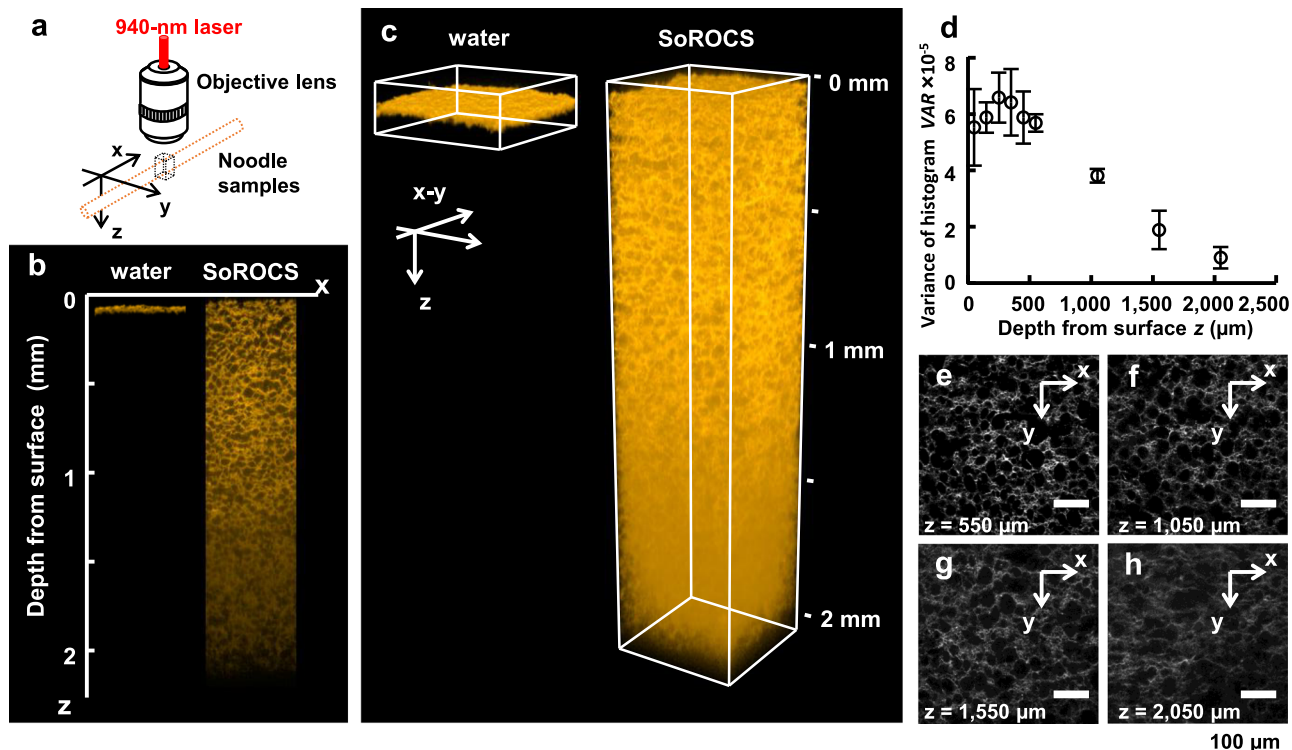 a
940-nm laser
Objective lens
x
Noodle
samples
y
z
b
water
SoROCS
x
0
1
2
Depth from surface (mm)
z
c
water
SoROCS
0 mm
x-y
z
1 mm
2 mm
d
Variance of histogram VAR ×10-5
8
6
4
2
0
0 500 1,000 1,500 2,000 2,500
Depth from surface z (µm)
e
x
y
z = 550 µm
f
x
y
z = 1,050 µm
g
x
y
z = 1,550 µm
h
x
y
z = 2,050 µm
100 µm